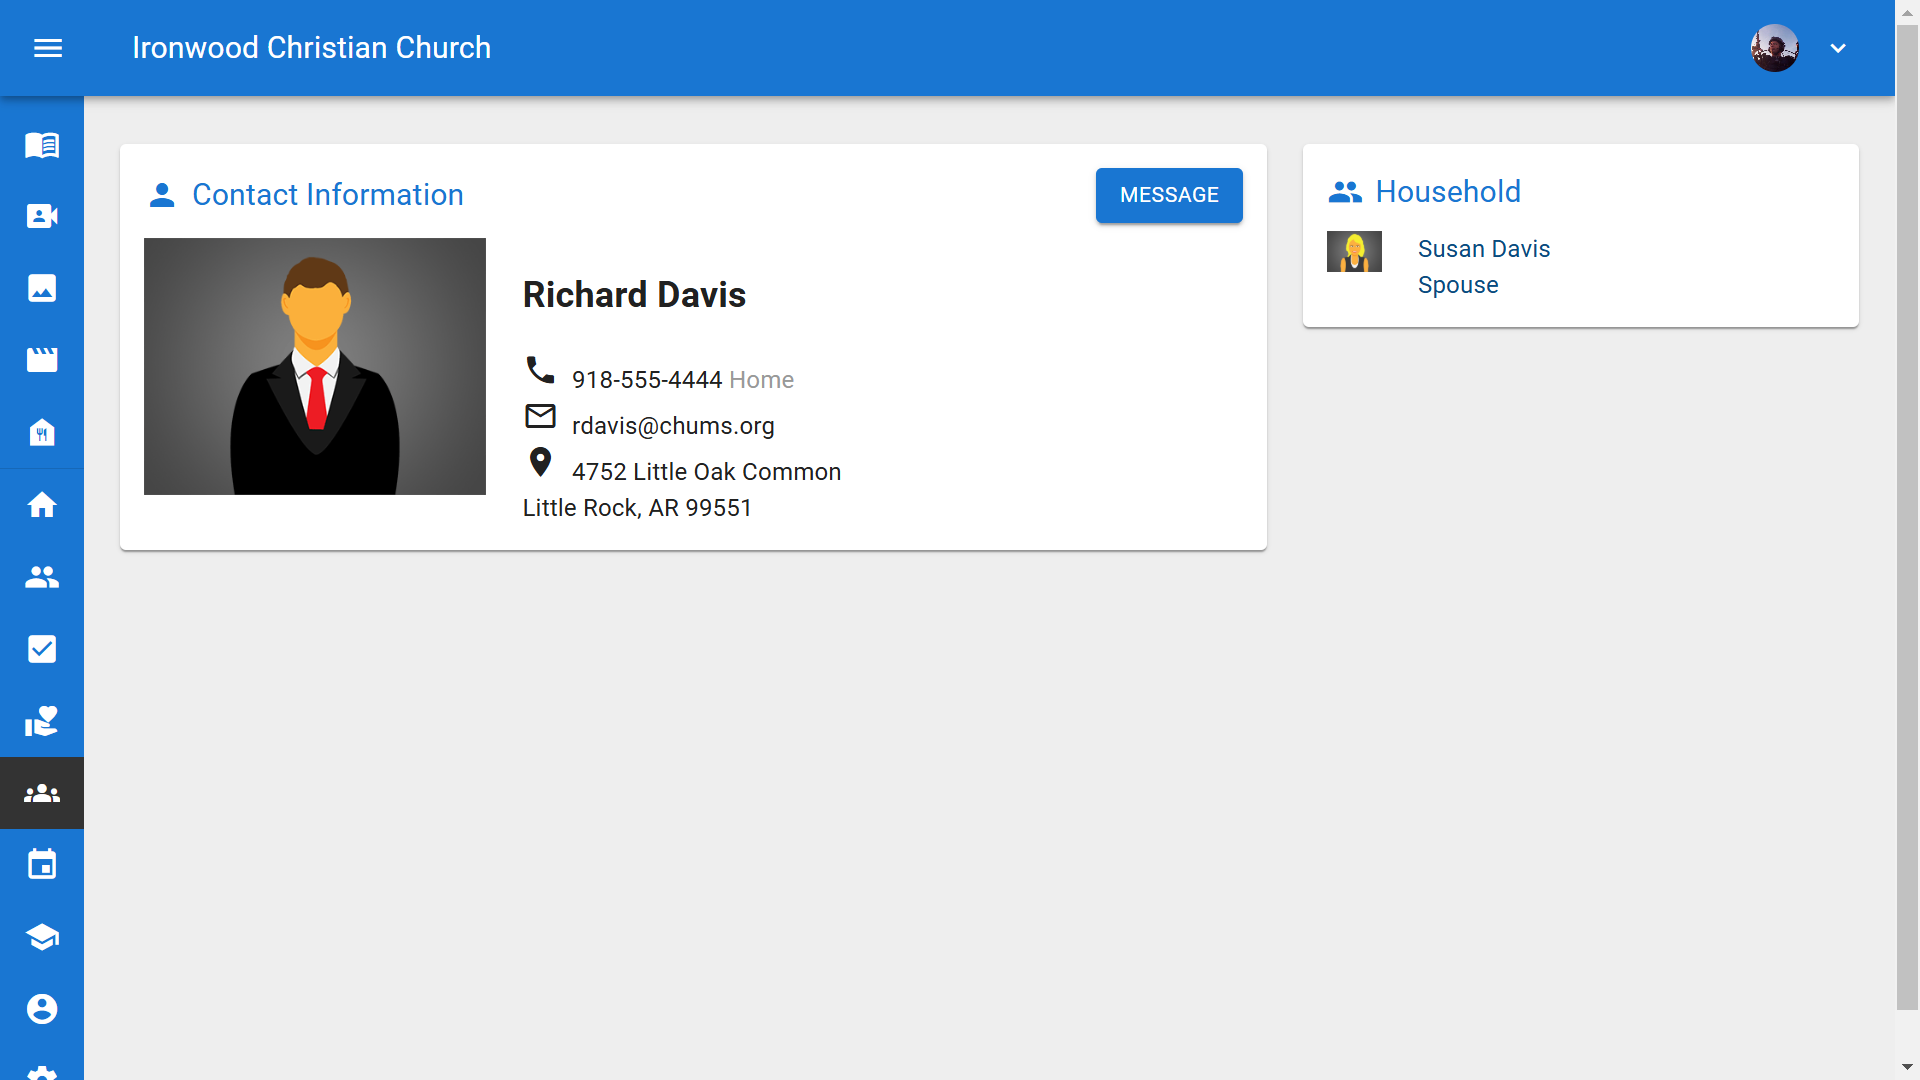 Ironwood Christian Church
Contact Information
MESSAGE
Richard Davis
918-555-4444 Home
rdavis@chums.org
4752 Little Oak Common
Little Rock, AR 99551
Household
Susan Davis
Spouse